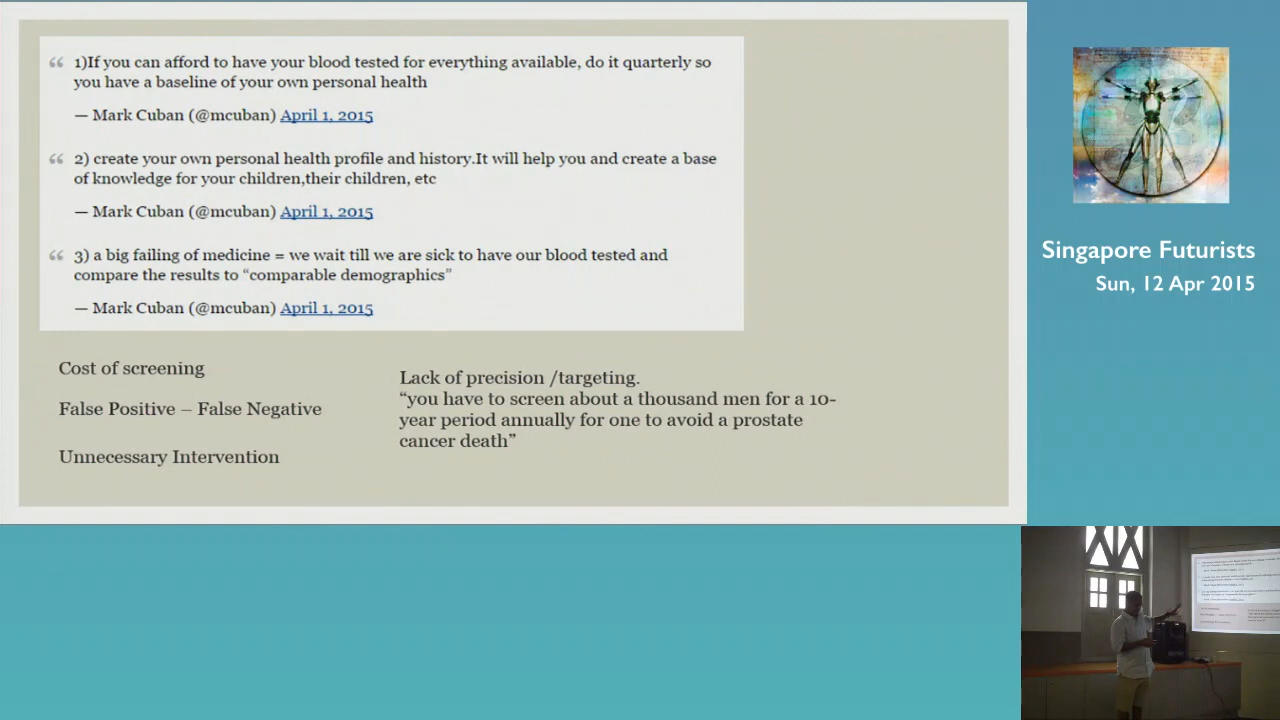 1)If you can afford to have your blood tested for everything available, do it quarterly so
you have a baseline of your own personal health
— Mark Cuban (@mcuban) April 1, 2015
2) create your own personal health profile and history.It will help you and create a base
of knowledge for your children,their children, etc
— Mark Cuban (@mcuban) April 1, 2015
3) a big failing of medicine = we wait till we are sick to have our blood tested and
compare the results to “comparable demographics”
— Mark Cuban (@mcuban) April 1, 2015
Cost of screening
False Positive – False Negative
Unnecessary Intervention
Lack of precision /targeting.
“you have to screen about a thousand men for a 10-
year period annually for one to avoid a prostate
cancer death”
Singapore Futurists
Sun, 12 Apr 2015